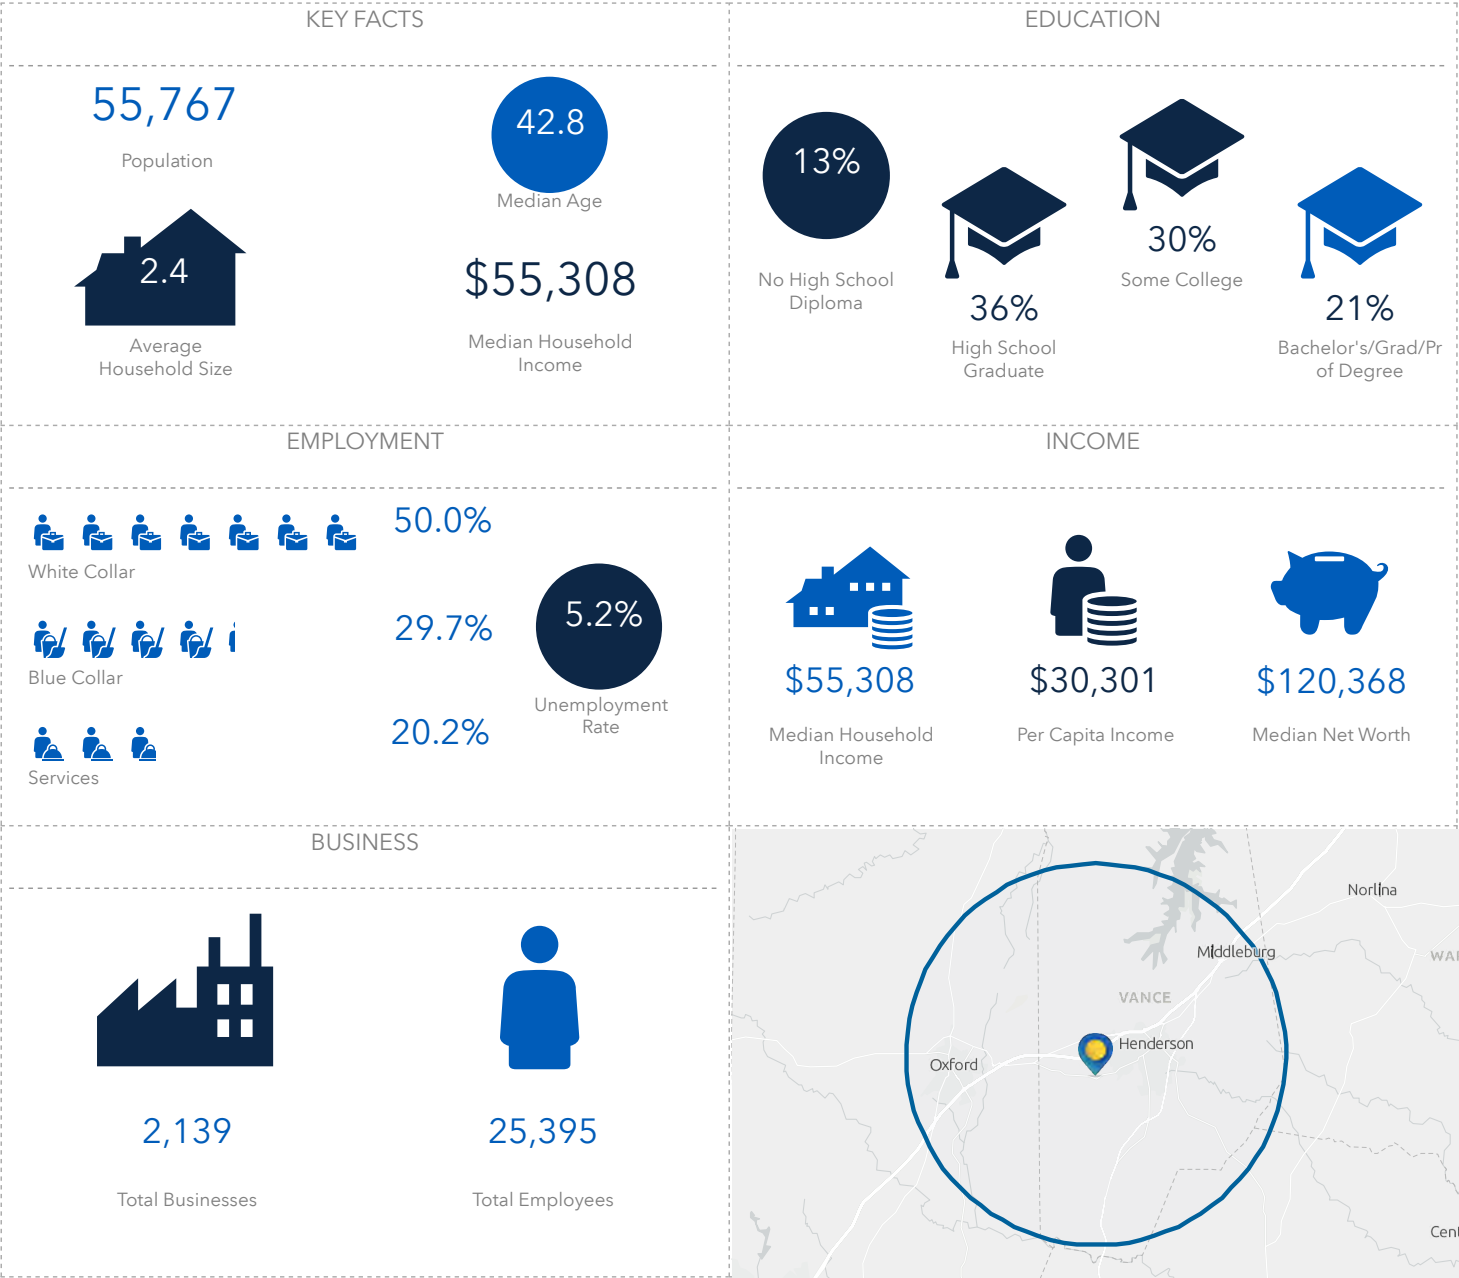 KEY FACTS
55,767
Population
42.8
Median Age
2.4
Average
Household Size
$55,308
Median Household
Income
EDUCATION
13%
No High School
Diploma
36%
High School
Graduate
30%
Some College
21%
Bachelor's/Grad/Pr
of Degree
EMPLOYMENT
50.0%
White Collar
29.7%
Blue Collar
20.2%
Services
5.2%
Unemployment
Rate
INCOME
$55,308
Median Household
Income
$30,301
Per Capita Income
$120,368
Median Net Worth
BUSINESS
2,139
Total Businesses
25,395
Total Employees
Norlina
Middleburg
VANCE
Henderson
Oxford